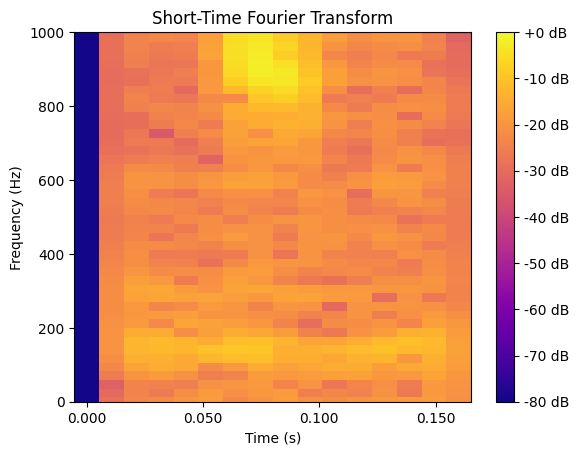 Short-Time Fourier Transform
1000
800
600
400
200
0
Frequency (Hz)
0.000
0.050
0.100
0.150
Time (s)
+0 dB
-10 dB
-20 dB
-30 dB
-40 dB
-50 dB
-60 dB
-70 dB
-80 dB